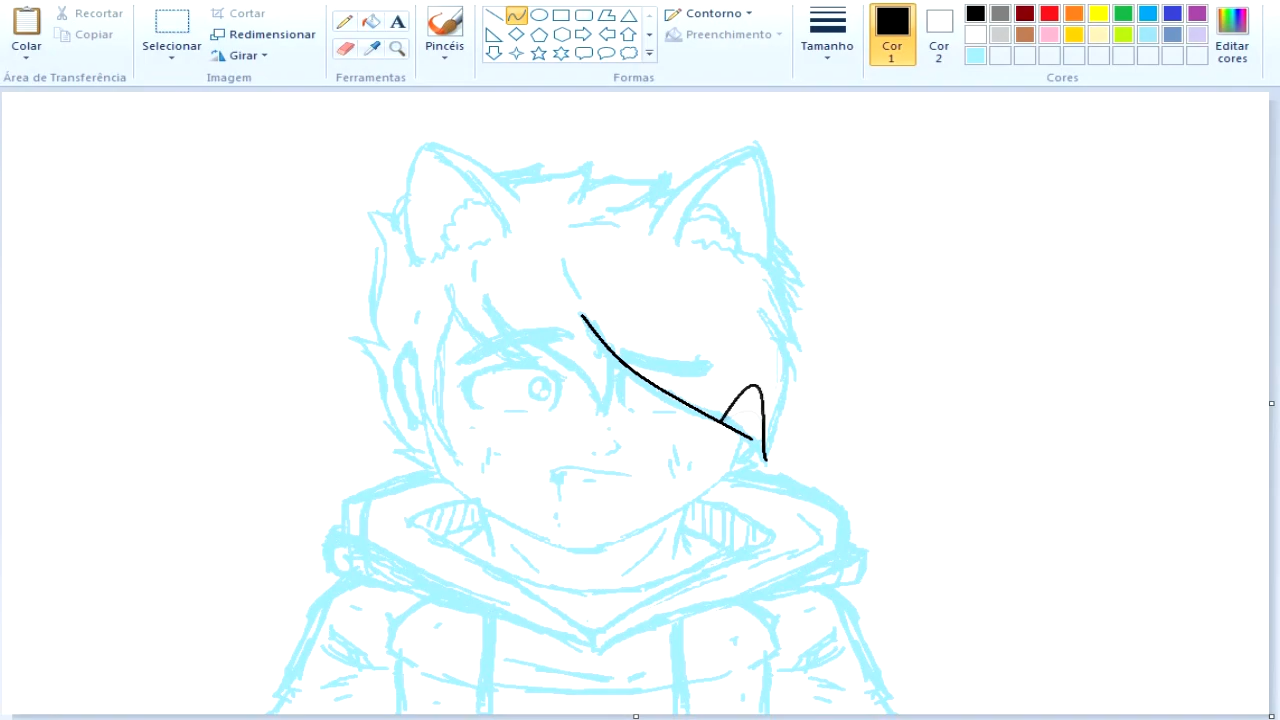 Colar
Recortar
Copiar
Área de Transferência
Selecionar
Cortar
Redimensionar
Girar
Imagem
A
Ferramentas
Pincéis
Contorno
Preenchimento
Formas
Tamanho
Cor
1
Cor
2
Editar
cores
Cores